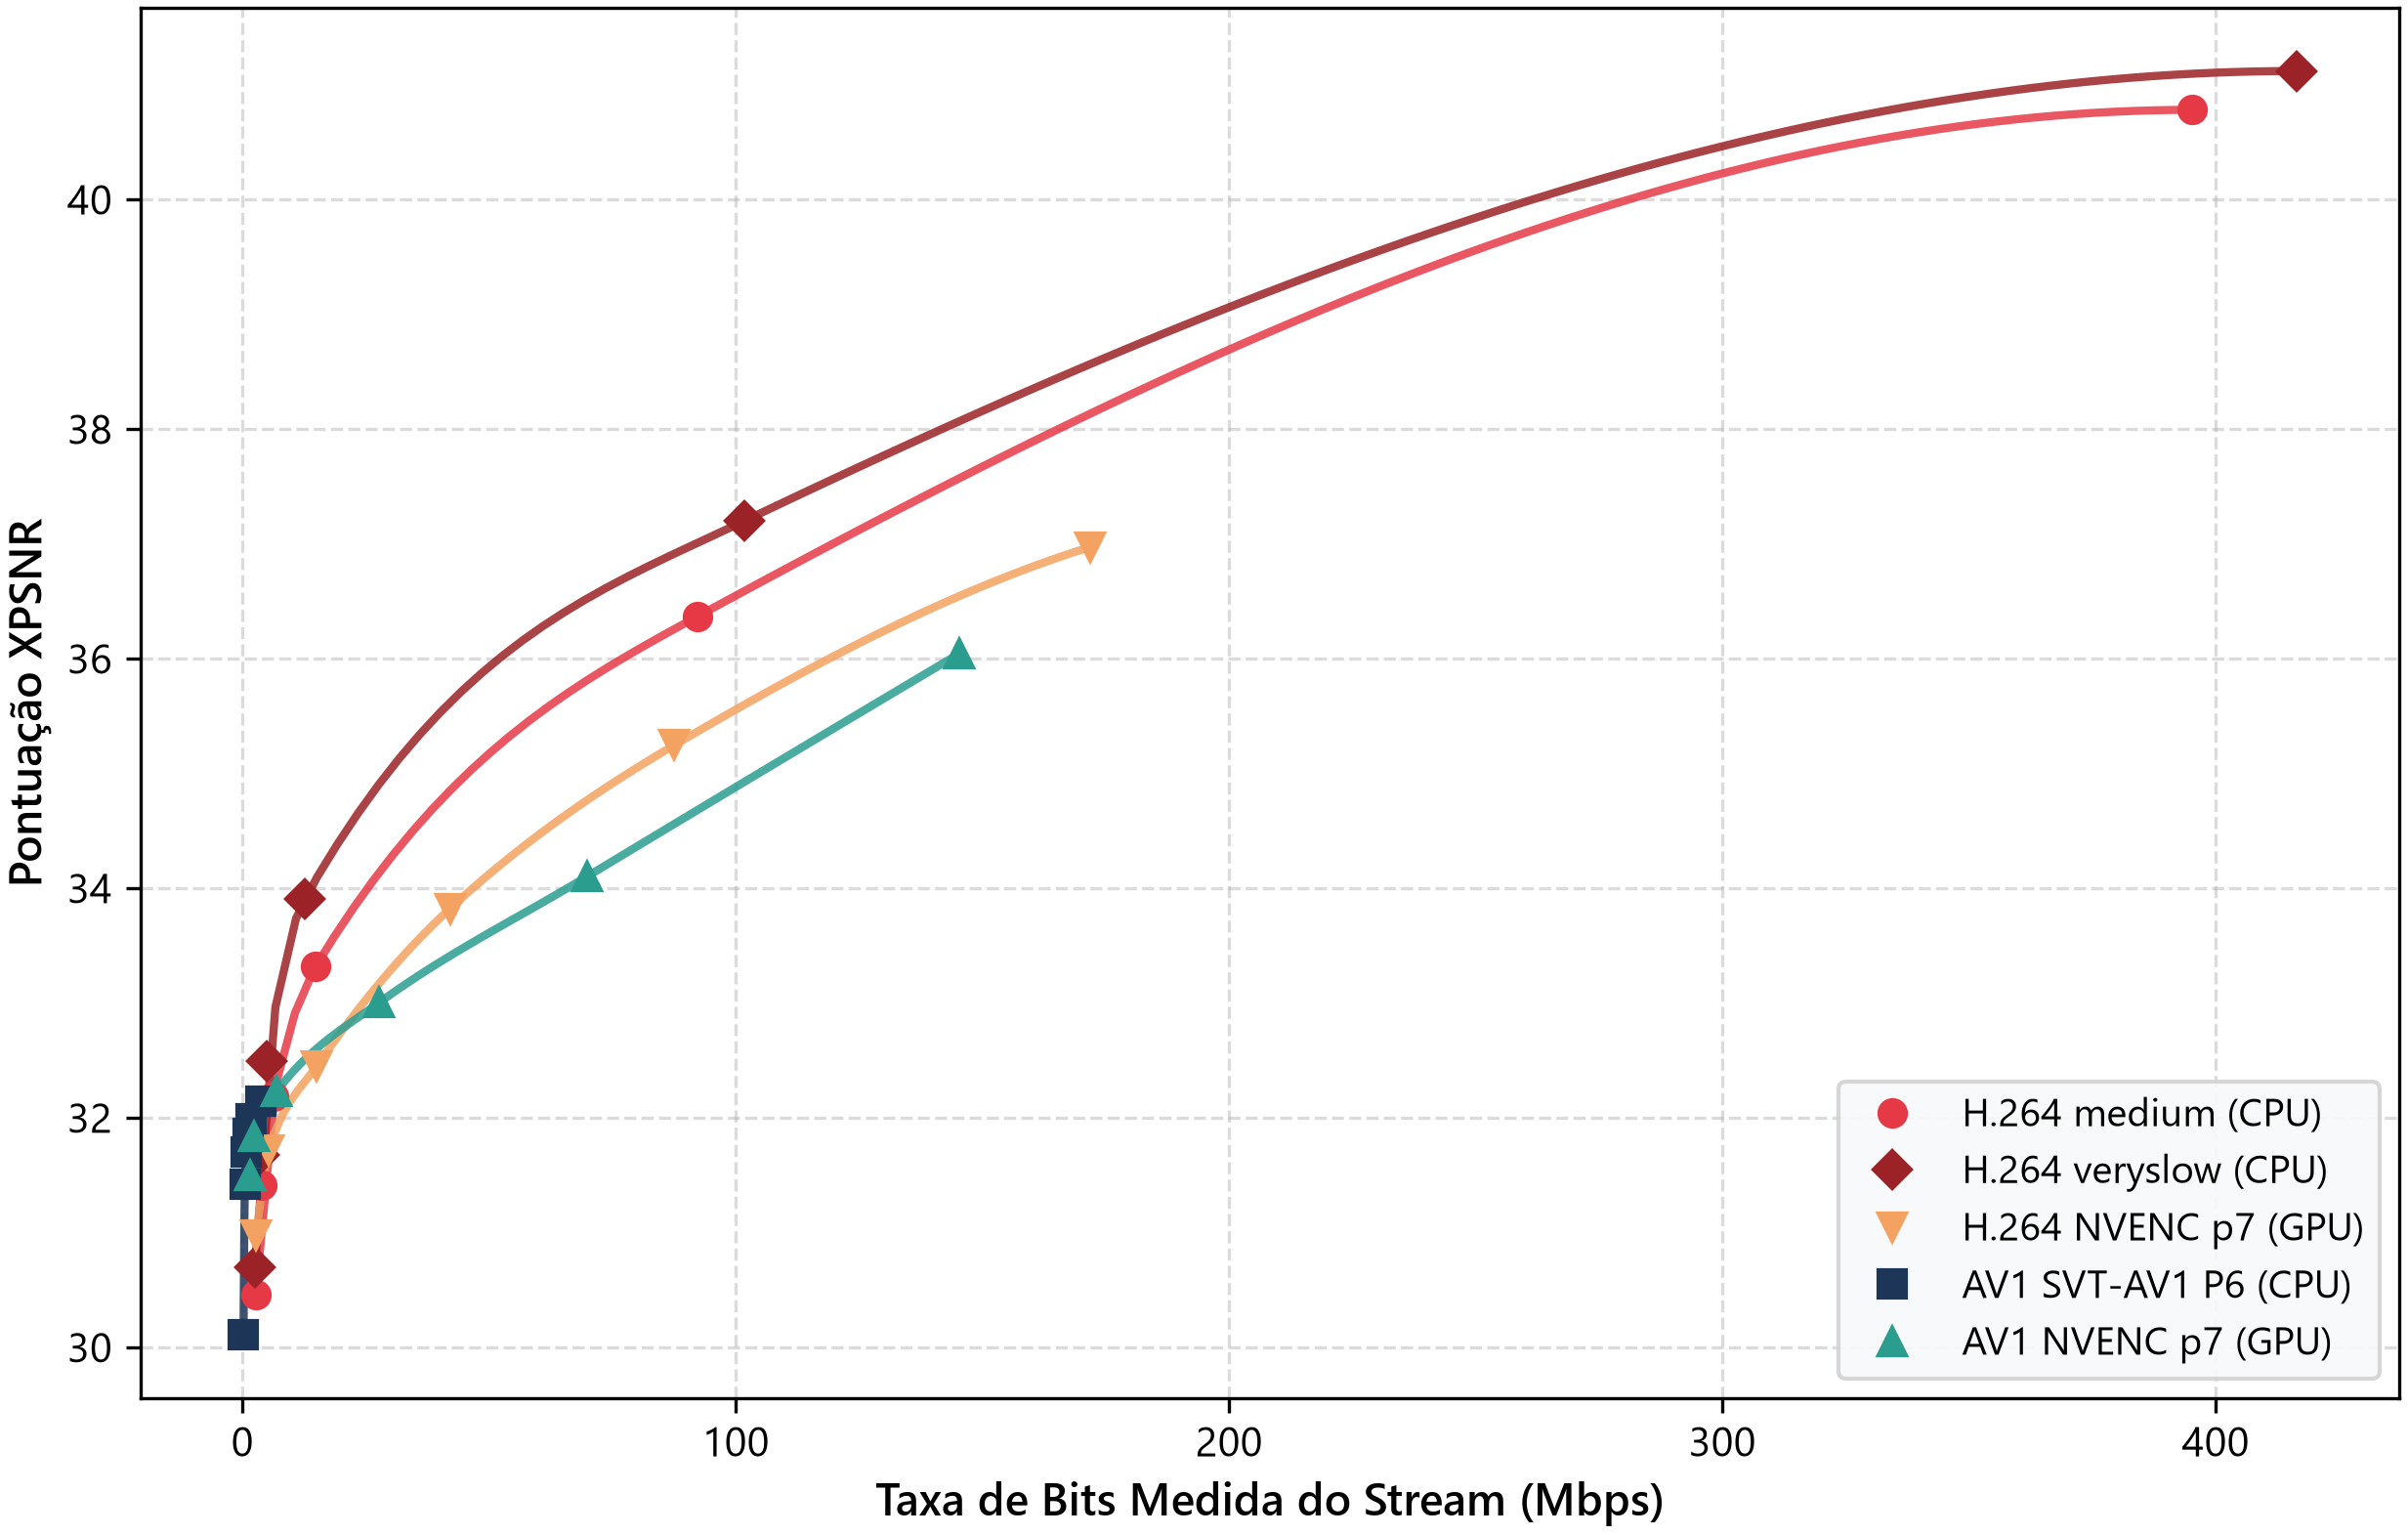 40
38
36
34
32
30
Pontuação XPSNR
0 100 200 300 400
Taxa de Bits Medida do Stream (Mbps)
H.264 medium (CPU)
H.264 veryslow (CPU)
H.264 NVENC p7 (GPU)
AV1 SVT-AV1 P6 (CPU)
AV1 NVENC p7 (GPU)